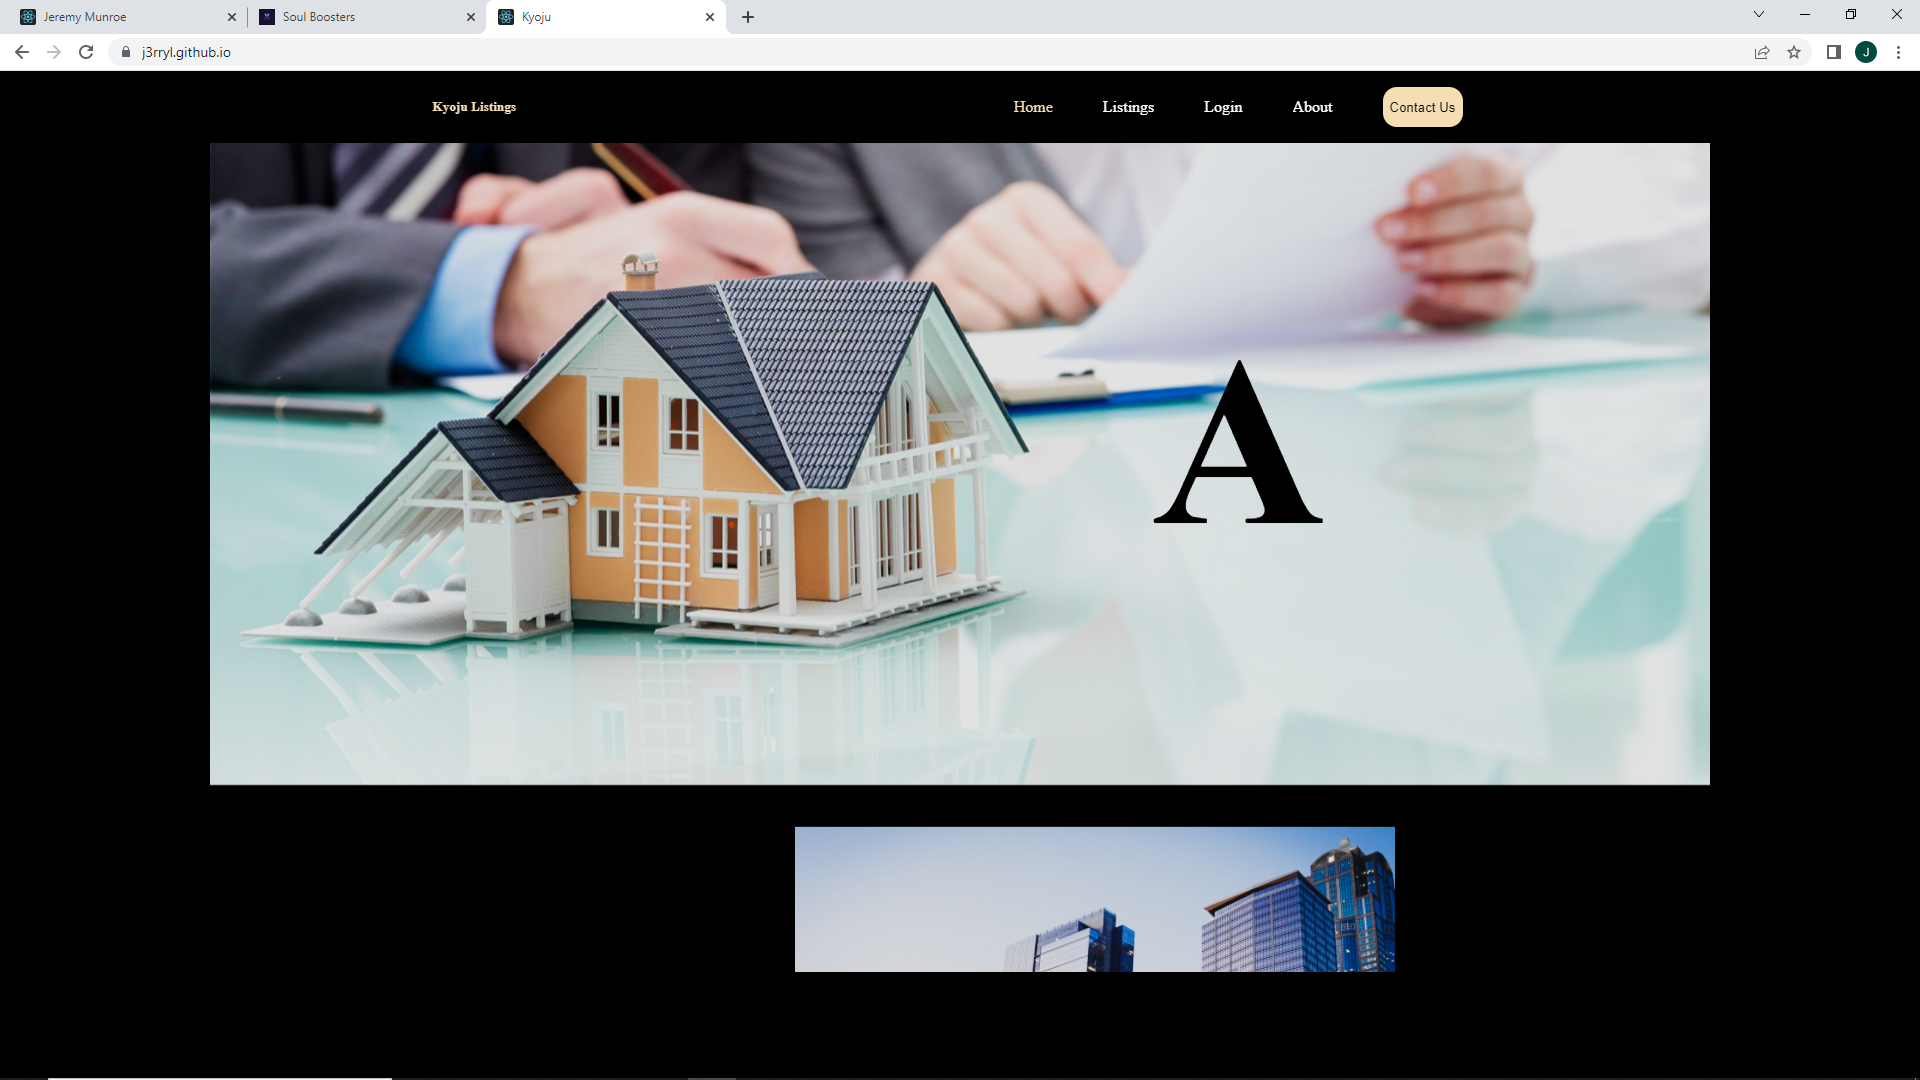 Jeremy Munroe
Soul Boosters
Kyoju
j3rryl.github.io
J
Kyoju Listings
Home
Listings
Login
About
Contact Us
A